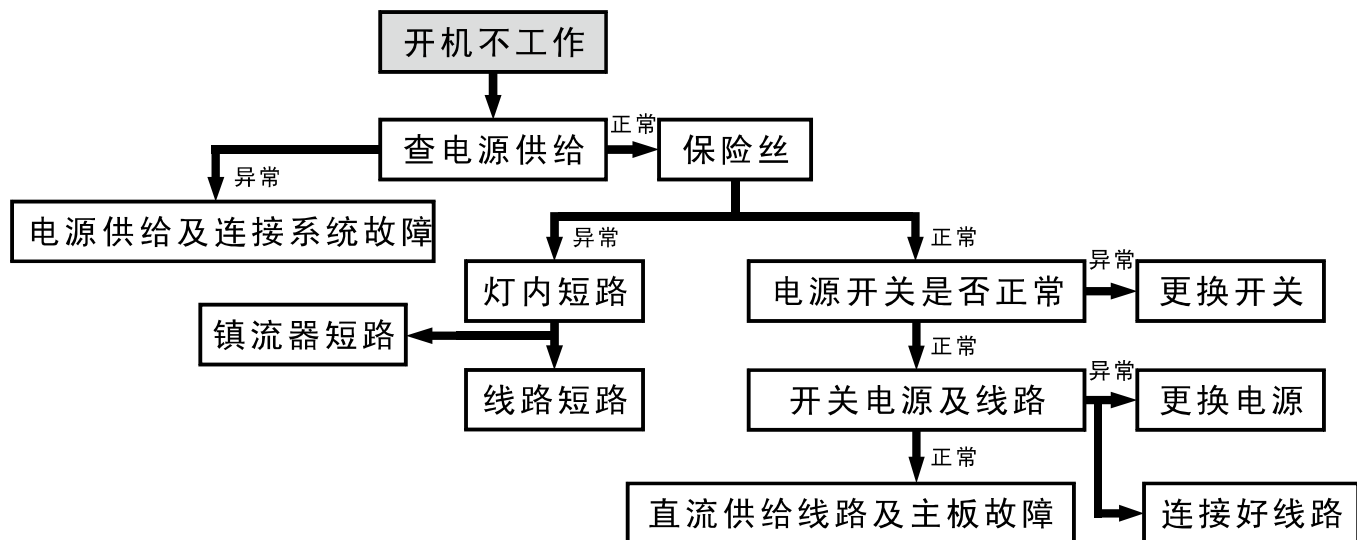 开机不工作
查电源供给
正常
保险丝
异常
电源供给及连接系统故障
异常
正常
灯内短路
电源开关是否正常
异常
更换开关
镇流器短路
正常
线路短路
开关电源及线路
异常
更换电源
正常
直流供给线路及主板故障
连接好线路